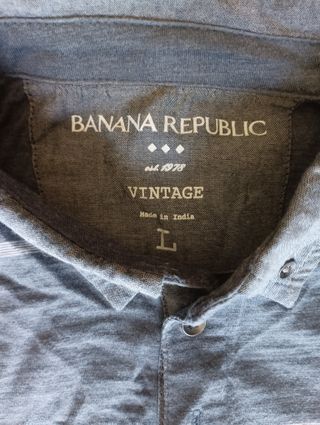 BANANA REPUBLIC
est. 1978
VINTAGE
Made in India
L